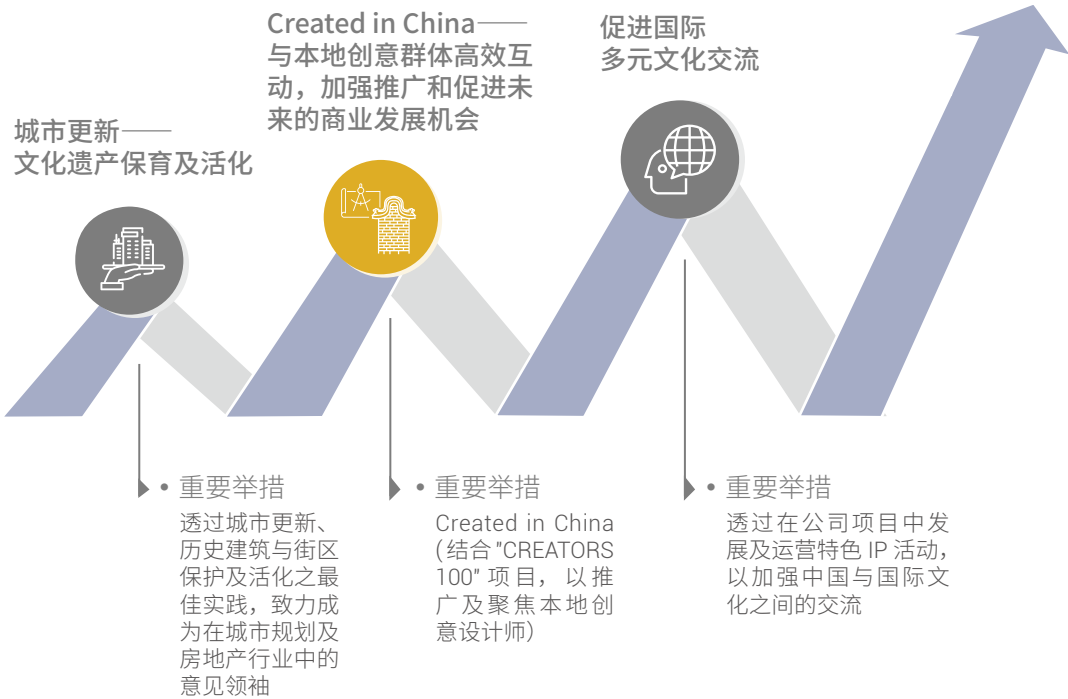 城市更新——
文化遗产保育及活化
Created in China——
与本地创意群体高效互
动，加强推广和促进未
来的商业发展机会
促进国际
多元文化交流
• 重要举措
透过城市更新、
历史建筑与街区
保护及活化之最
佳实践，致力成
为在城市规划及
房地产行业中的
意见领袖
• 重要举措
Created in China
(结合"CREATORS
100" 项目，以推
广及聚焦本地创
意设计师）
• 重要举措
透过在公司项目中发
展及运营特色 IP 活动，
以加强中国与国际文
化之间的交流